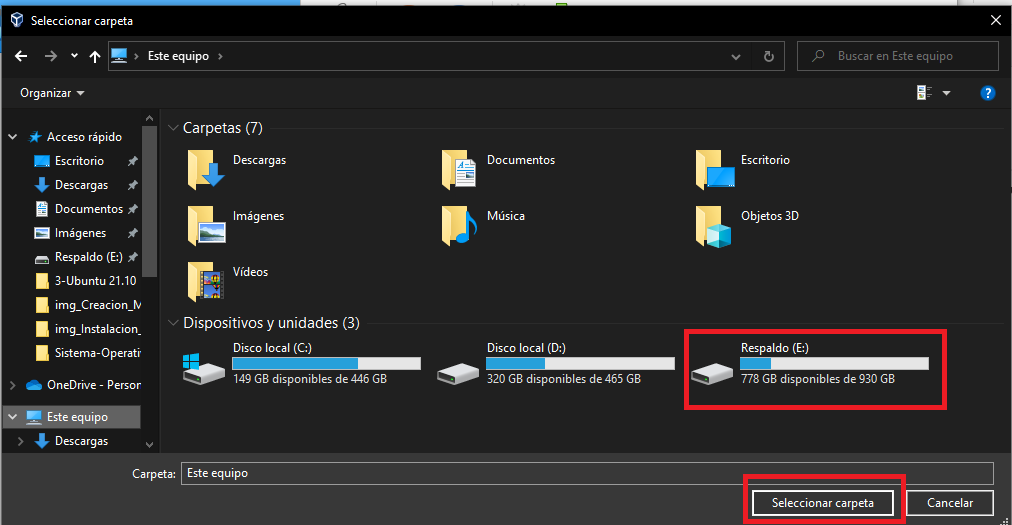 Seleccionar carpeta
Este equipo
Buscar en Este equipo
Organizar
?
Acceso rápido
Escritorio
Descargas
Documentos
Imágenes
Respaldo (E:)
3-Ubuntu 21.10
img_Creacion_M
img_Instalacion_
Sistema-Operati
OneDrive - Person
Este equipo
Descargas
Carpetas (7)
Descargas
Documentos
Escritorio
Imágenes
Música
Objetos 3D
Vídeos
Dispositivos y unidades (3)
Disco local (C:)
149 GB disponibles de 446 GB
Disco local (D:)
320 GB disponibles de 465 GB
Respaldo (E:)
778 GB disponibles de 930 GB
Carpeta: Este equipo
Seleccionar carpeta
Cancelar